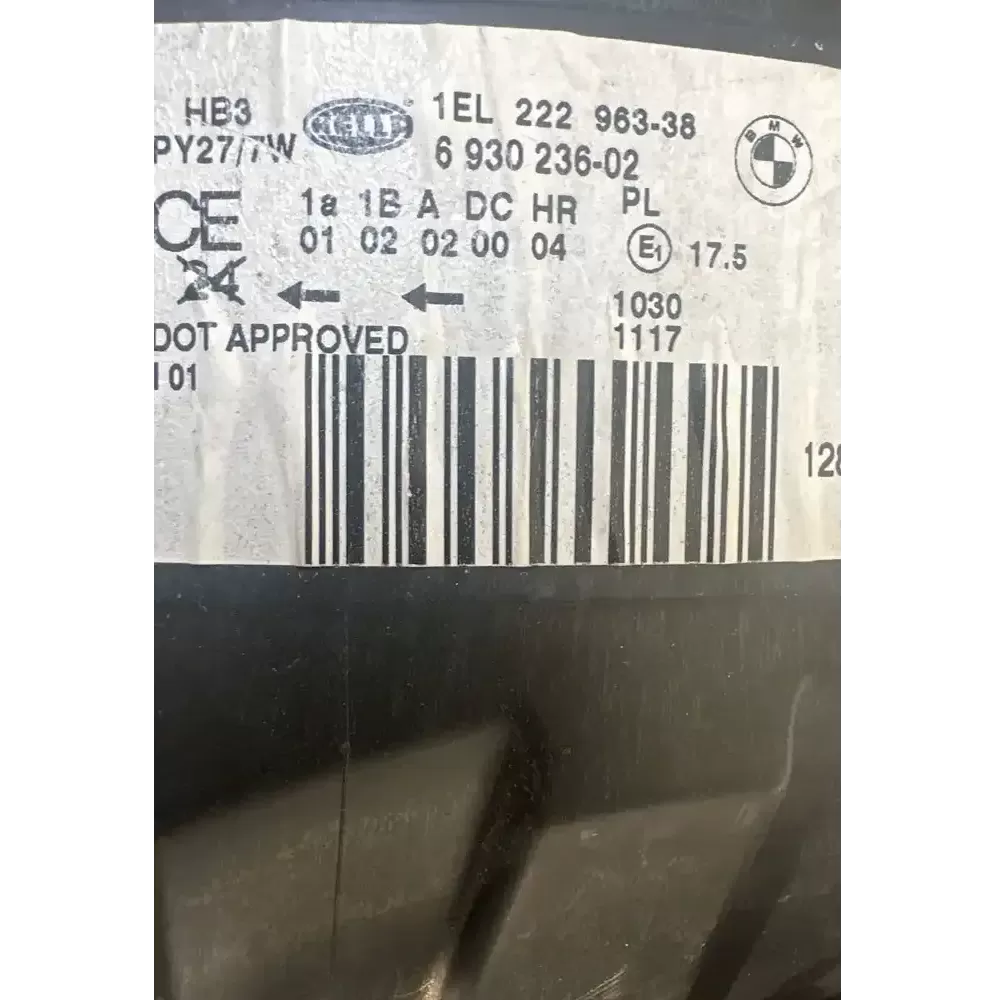 HB3
PY27/7W
HELLA
1EL 222 963-38
6 930 236-02
BMW
CE
1a 1B A DC HR PL
01 02 02 00 04 E1 17.5
24
1030
1117
DOT APPROVED
01
128